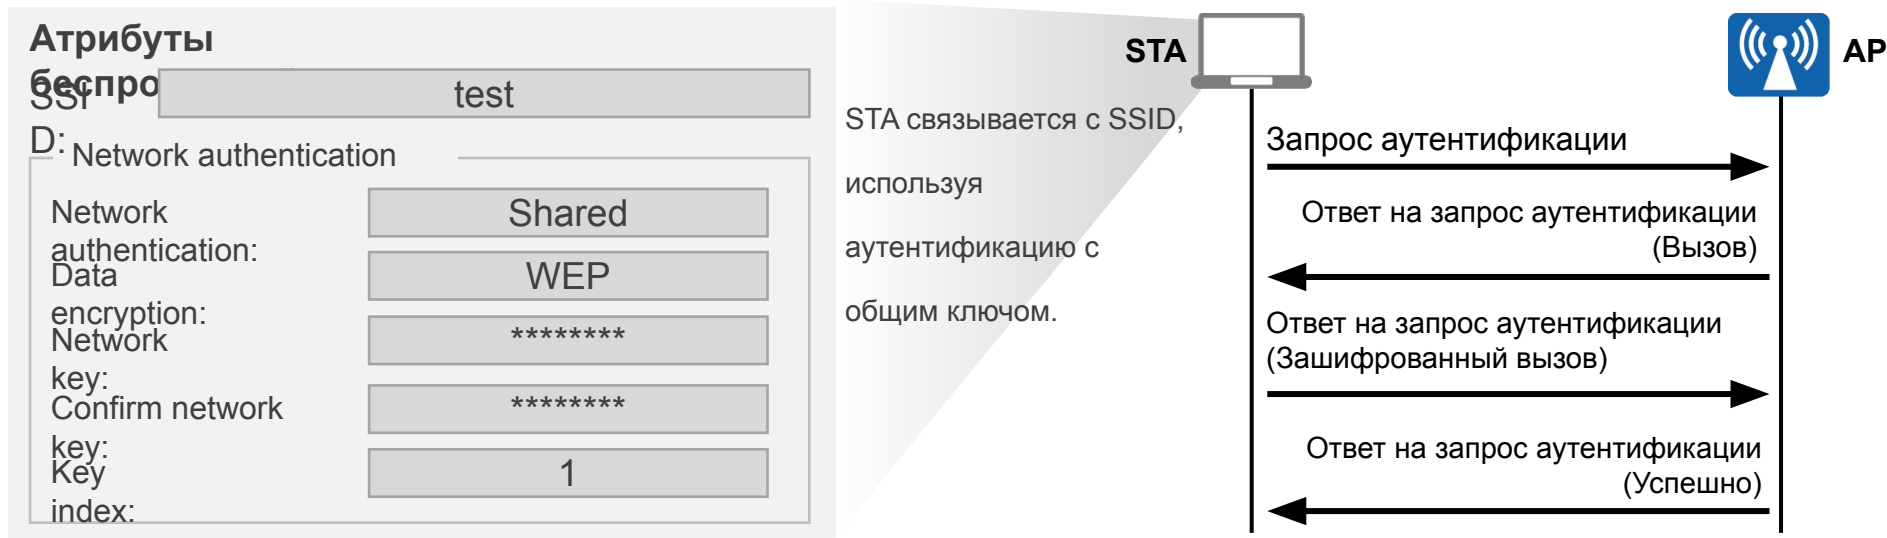 Атрибуты
беспро
SSI
D:
test
Network authentication
Network
authentication:
Shared
Data
encryption:
WEP
Network
key:
********
Confirm network
key:
********
Key
index:
1
STA связывается с SSID,
используя
аутентификацию с
общим ключом.
STA
AP
Запрос аутентификации
Ответ на запрос аутентификации
(Вызов)
Ответ на запрос аутентификации
(Зашифрованный вызов)
Ответ на запрос аутентификации
(Успешно)